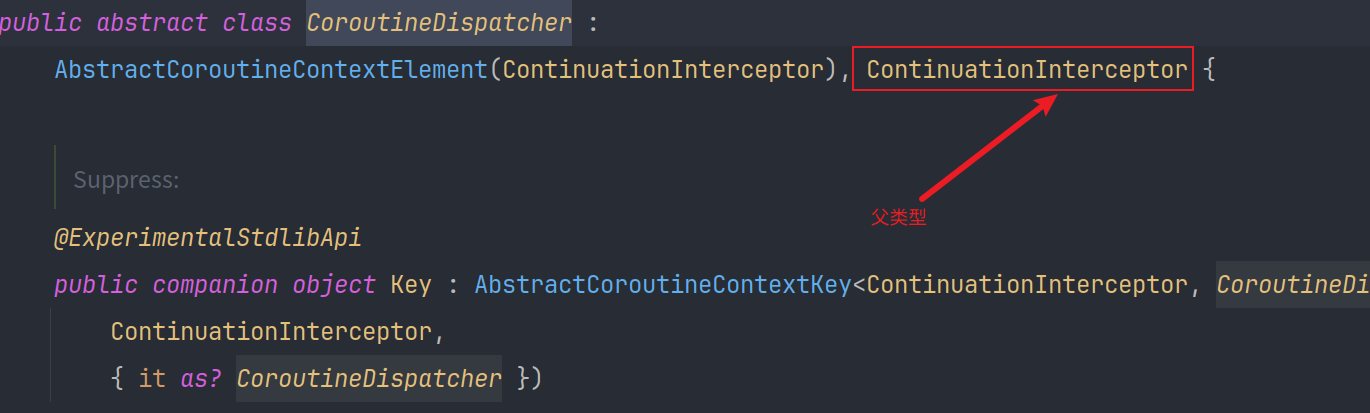 public abstract class CoroutineDispatcher :
AbstractCoroutineContextElement(ContinuationInterceptor), ContinuationInterceptor {
Suppress:
父类型
@ExperimentalStdlibApi
public companion object Key : AbstractCoroutineContextKey<ContinuationInterceptor, CoroutineDi
ContinuationInterceptor,
{ it as? CoroutineDispatcher })